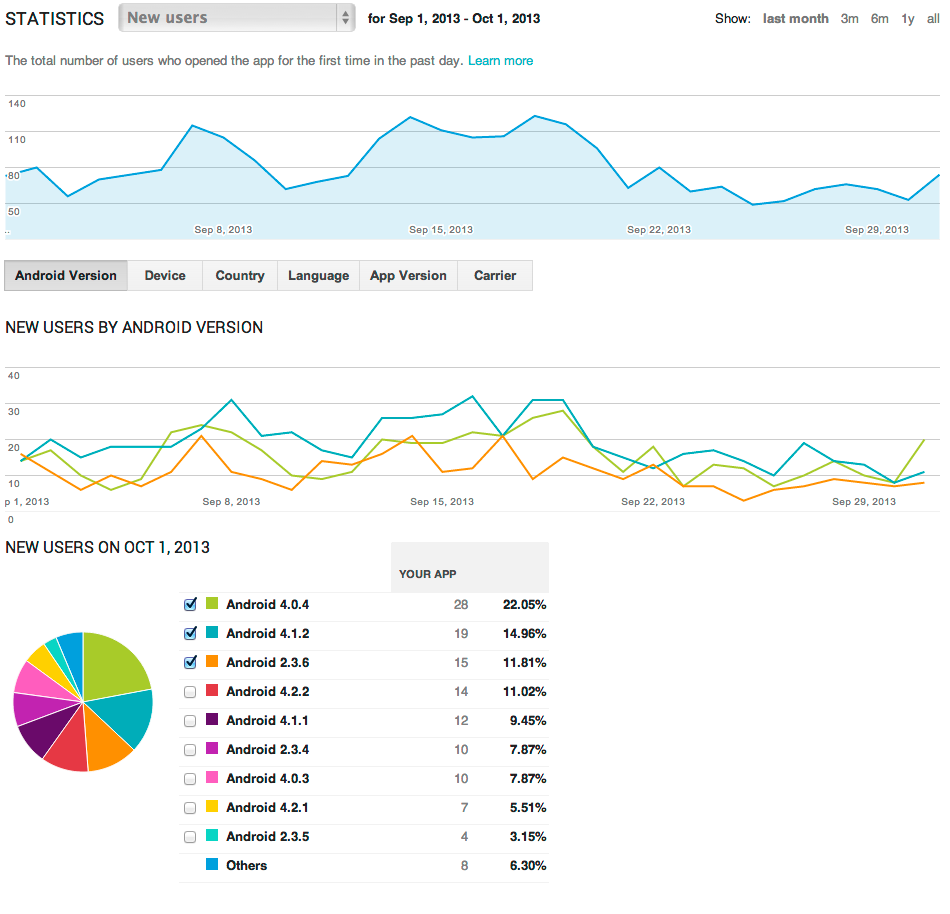 STATISTICS New users for Sep 1, 2013 - Oct 1, 2013 Show: last month 3m 6m 1y all
The total number of users who opened the app for the first time in the past day. Learn more
140
110
80
50
.. Sep 8, 2013 Sep 15, 2013 Sep 22, 2013 Sep 29, 2013
Android Version Device Country Language App Version Carrier
NEW USERS BY ANDROID VERSION
40
30
20
10
p 1, 2013 Sep 8, 2013 Sep 15, 2013 Sep 22, 2013 Sep 29, 2013
0
NEW USERS ON OCT 1, 2013
YOUR APP
Android 4.0.4 28 22.05%
Android 4.1.2 19 14.96%
Android 2.3.6 15 11.81%
Android 4.2.2 14 11.02%
Android 4.1.1 12 9.45%
Android 2.3.4 10 7.87%
Android 4.0.3 10 7.87%
Android 4.2.1 7 5.51%
Android 2.3.5 4 3.15%
Others 8 6.30%